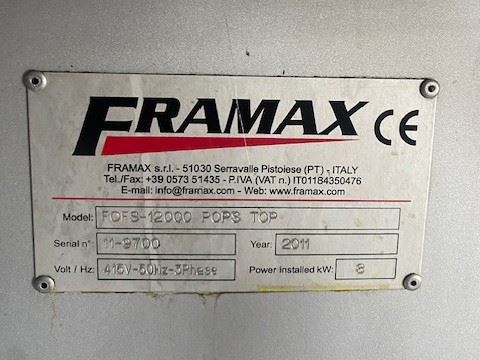 FRAMAX CE
FRAMAX s.r.l. - 51030 Serravalle Pistoiese (PT) - ITALY
Tel./Fax: +39 0573 51435 - P.IVA (VAT n.) IT01184350476
E-mail: info@framax.com - Web: www.framax.com
Model: FOFS-12000 POPS TOP
Serial n°: 11-9700 Year: 2011
Volt / Hz: 415V-50Hz-3Phase Power Installed kW: 8